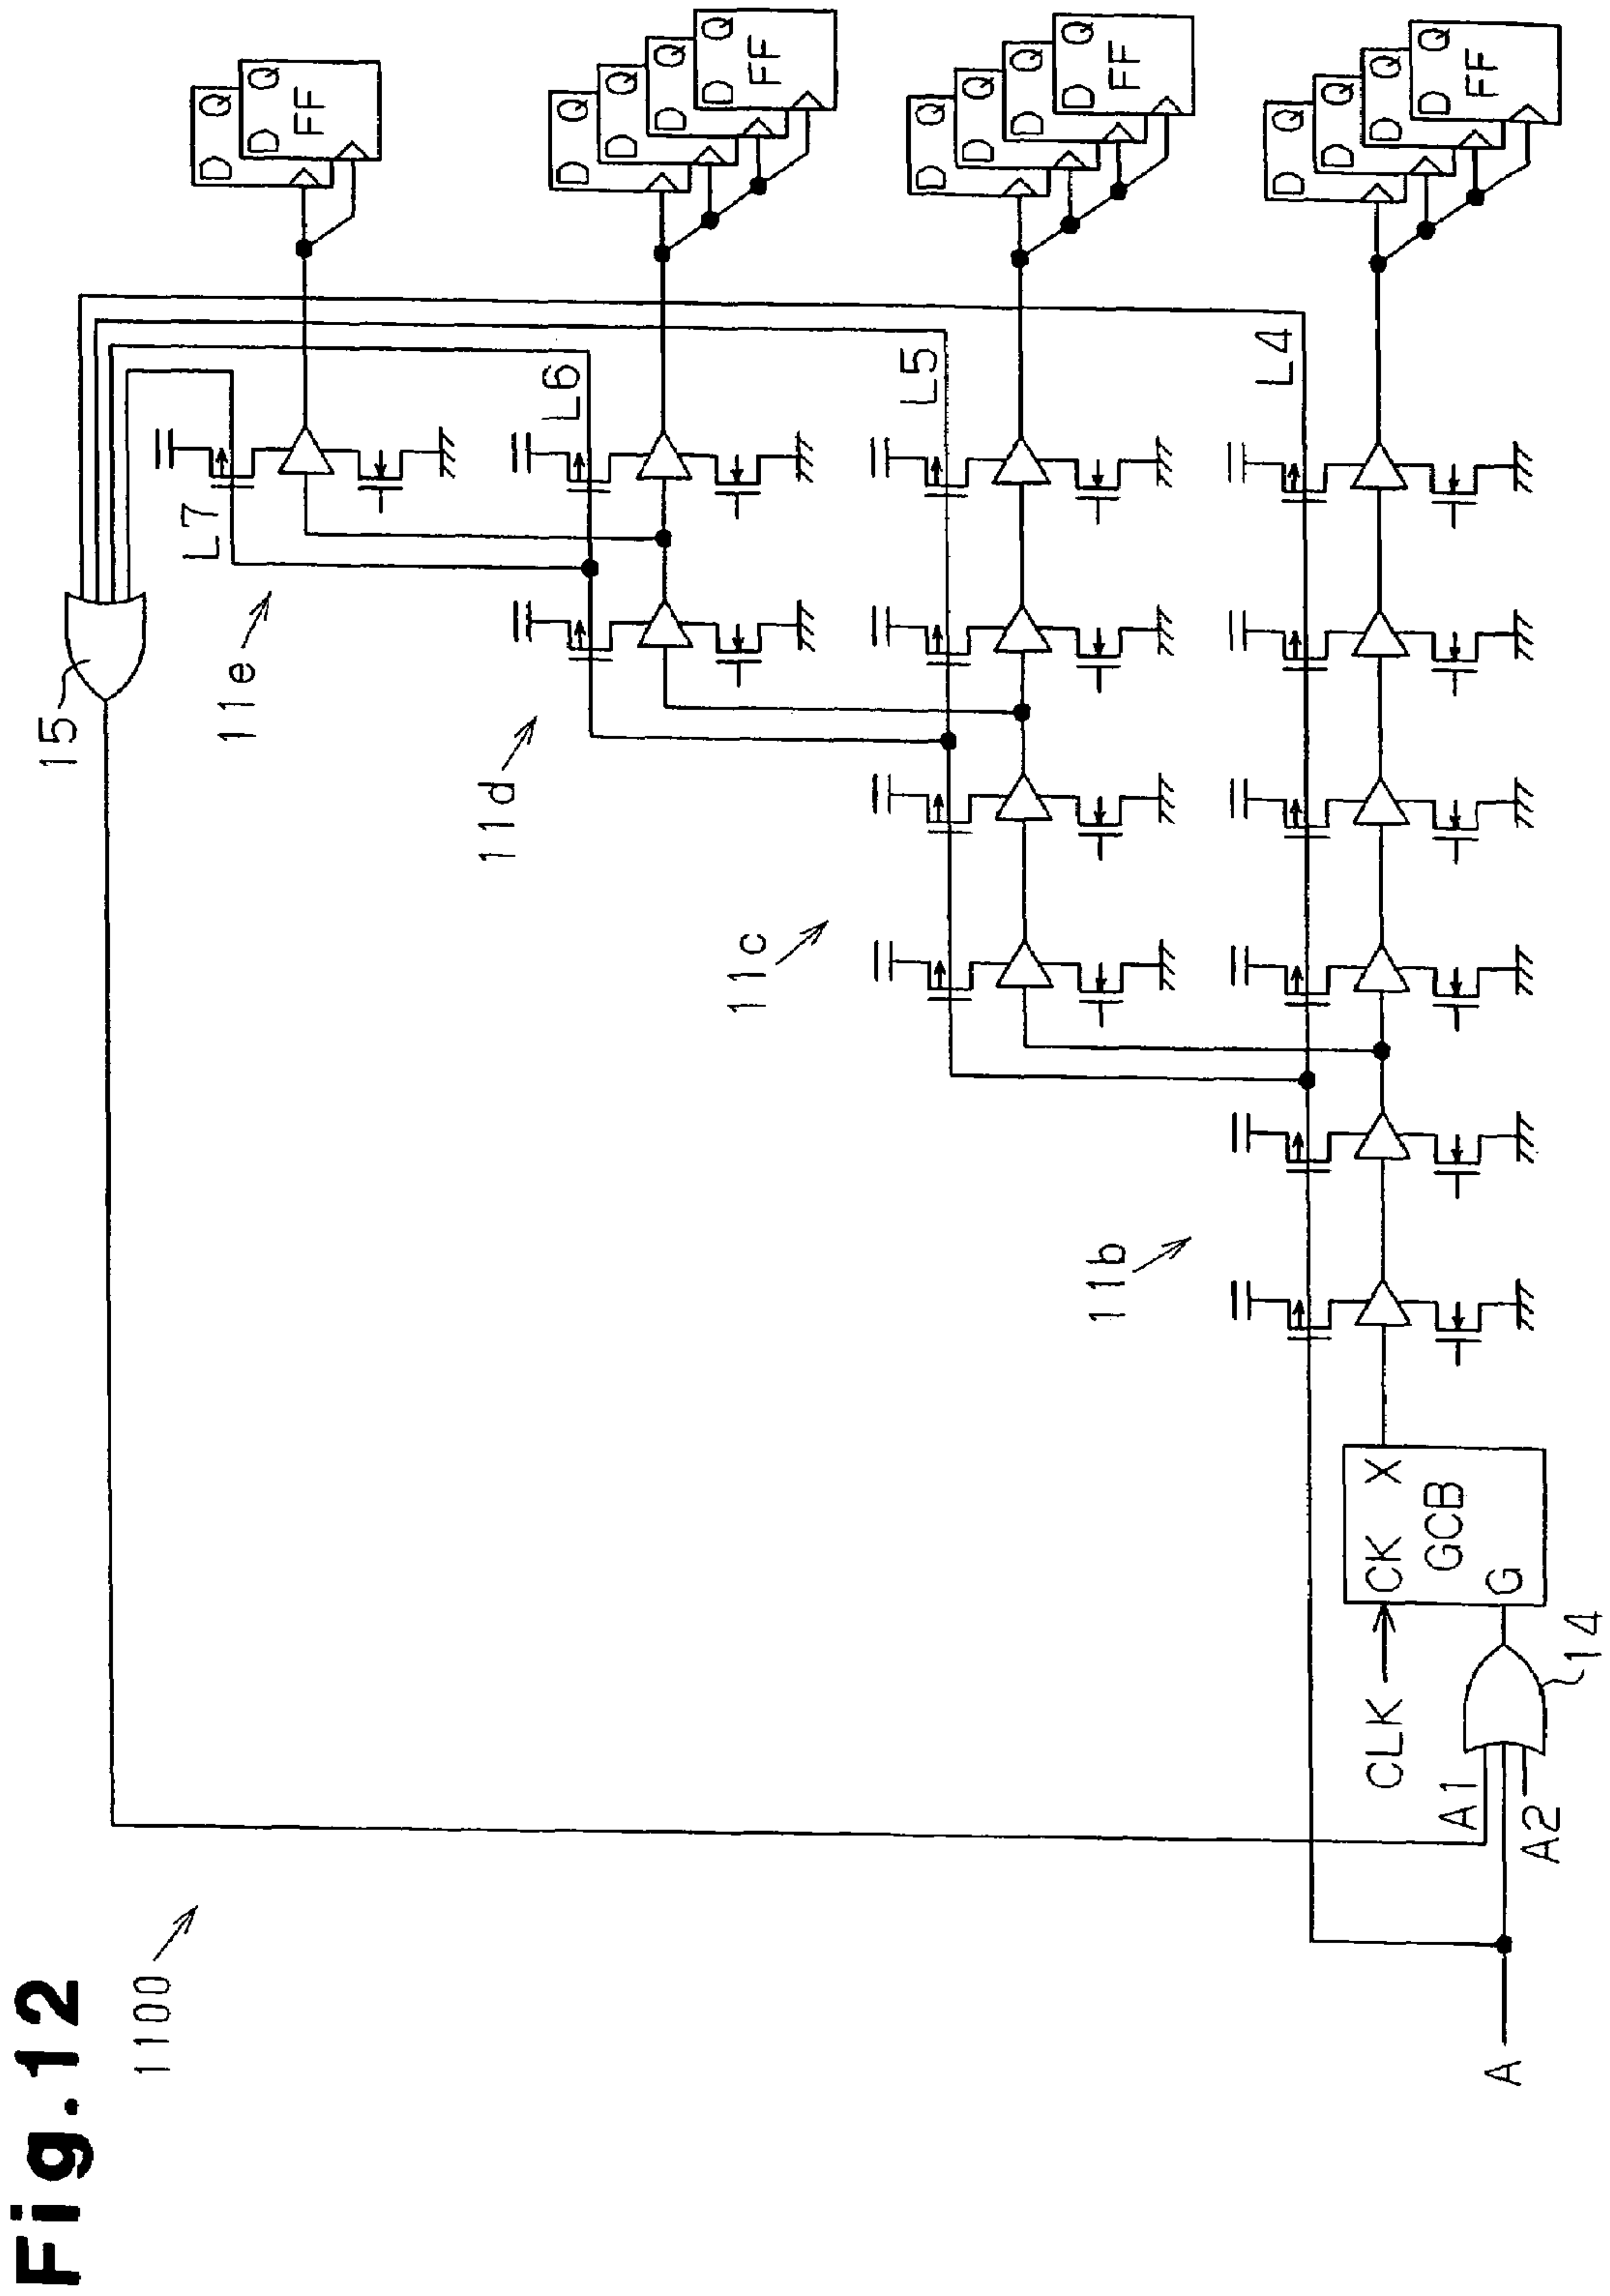 Fig.12
1100
15
11e
L7
D Q
D Q
FF
11d
L6
D Q
D Q
D Q
D Q
FF
11c
L5
D Q
D Q
D Q
D Q
FF
11b
L4
D Q
D Q
D Q
D Q
FF
CLK
CK X
GCB
G
A1
A2
A
14